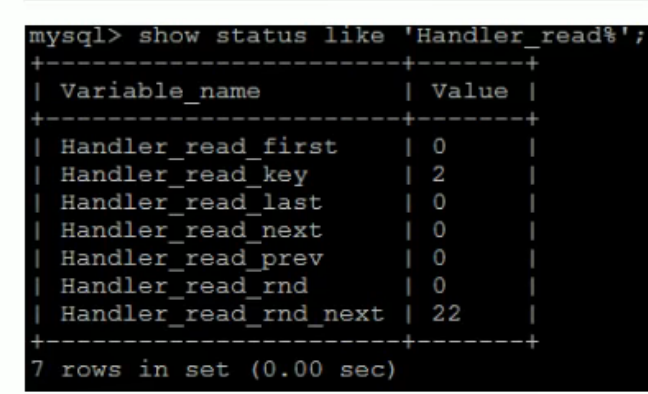 mysql> show status like 'Handler_read%';
+-----------------------+-------+
| Variable_name         | Value |
+-----------------------+-------+
| Handler_read_first    | 0     |
| Handler_read_key      | 2     |
| Handler_read_last     | 0     |
| Handler_read_next     | 0     |
| Handler_read_prev     | 0     |
| Handler_read_rnd      | 0     |
| Handler_read_rnd_next | 22    |
+-----------------------+-------+
7 rows in set (0.00 sec)